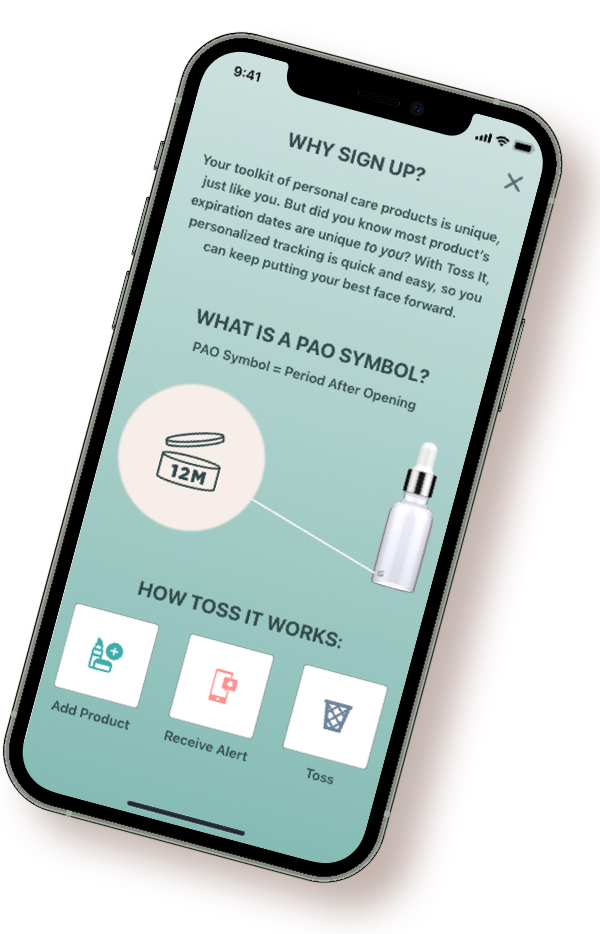 9:41
WHY SIGN UP?
Your toolkit of personal care products is unique,
just like you. But did you know most product's
expiration dates are unique to you? With Toss It,
personalized tracking is quick and easy, so you
can keep putting your best face forward.
WHAT IS A PAO SYMBOL?
PAO Symbol = Period After Opening
12M
HOW TOSS IT WORKS:
Add Product
Receive Alert
Toss